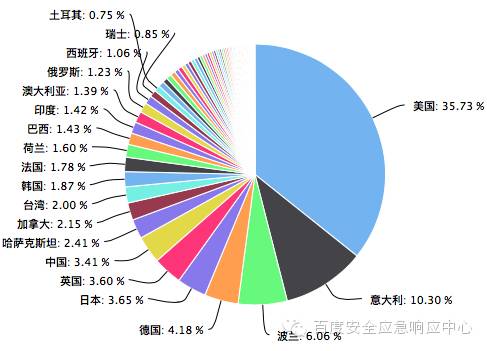 土耳其: 0.75 %
瑞士: 0.85 %
西班牙: 1.06 %
俄罗斯: 1.23 %
澳大利亚: 1.39 %
印度: 1.42 %
巴西: 1.43 %
荷兰: 1.60 %
法国: 1.78 %
韩国: 1.87 %
台湾: 2.00 %
加拿大: 2.15 %
哈萨克斯坦: 2.41 %
中国: 3.41 %
英国: 3.60 %
日本: 3.65 %
德国: 4.18 %
波兰: 6.06 %
意大利: 10.30 %
美国: 35.73 %
百度安全应急响应中心